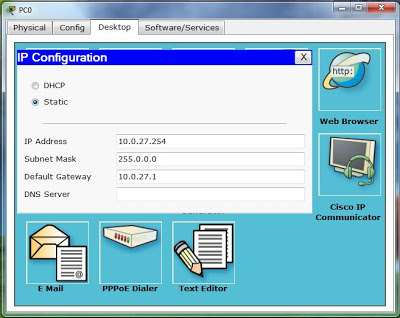 PC0
Physical
Config
Desktop
Software/Services
IP Configuration
X
DHCP
Static
IP Address
10.0.27.254
Subnet Mask
255.0.0.0
Default Gateway
10.0.27.1
DNS Server
http:
Web Browser
Cisco IP
Communicator
E Mail
PPPoE Dialer
Text Editor